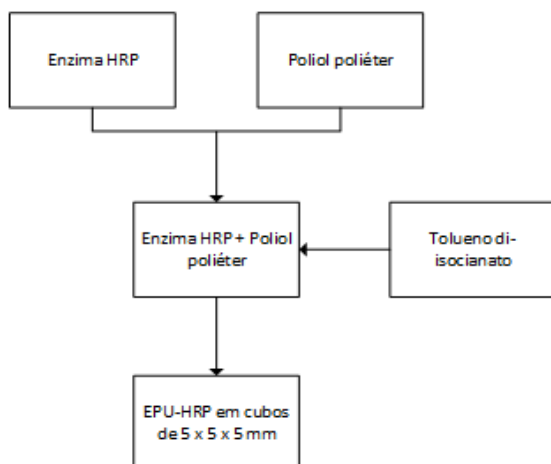 Enzima HRP
Poliol poliéter
Enzima HRP + Poliol
poliéter
Tolueno di-
isocianato
EPU-HRP em cubos
de 5 x 5 x 5 mm